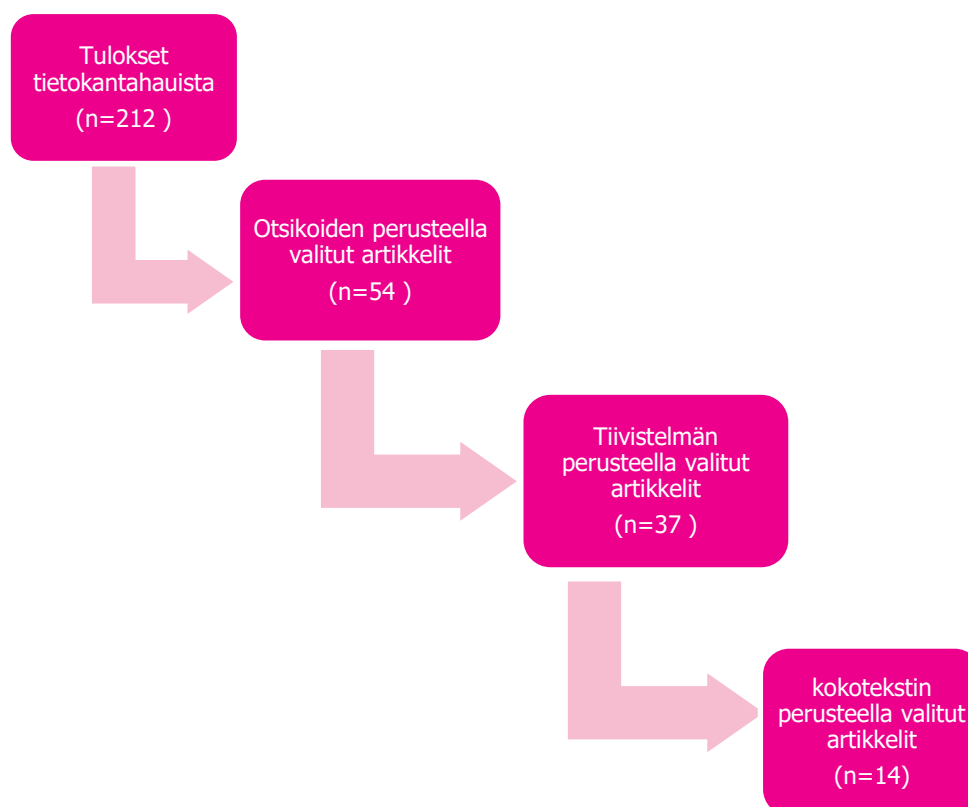 Tulokset
tietokantahauista
(n=212 )
Otsikoiden perusteella
valitut artikkelit
(n=54 )
Tiivistelmän
perusteella valitut
artikkelit
(n=37 )
kokotekstin
perusteella valitut
artikkelit
(n=14)